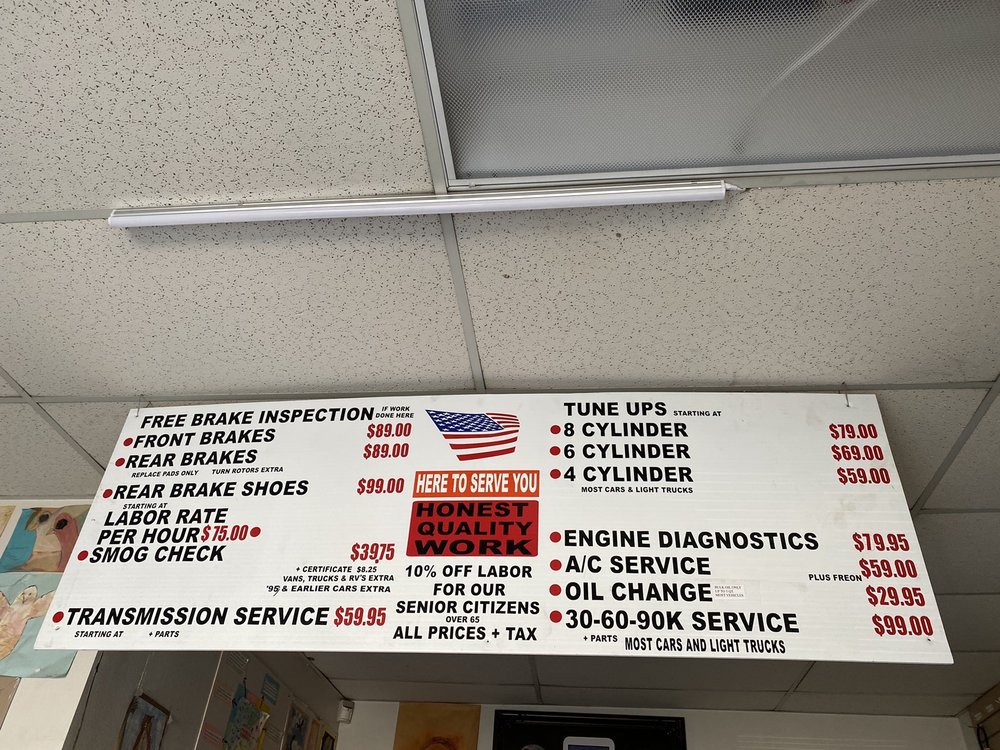 FREE BRAKE INSPECTION IF WORK DONE HERE
FRONT BRAKES $89.00
REAR BRAKES $89.00
REPLACE PADS ONLY TURN ROTORS EXTRA
REAR BRAKE SHOES $99.00
STARTING AT
LABOR RATE
PER HOUR $75.00
SMOG CHECK $3975
+ CERTIFICATE $8.25
VANS, TRUCKS & RV'S EXTRA
'95 & EARLIER CARS EXTRA
TRANSMISSION SERVICE $59.95
STARTING AT + PARTS
HERE TO SERVE YOU
HONEST
QUALITY
WORK
10% OFF LABOR
FOR OUR
SENIOR CITIZENS
OVER 65
ALL PRICES + TAX
TUNE UPS STARTING AT
8 CYLINDER $79.00
6 CYLINDER $69.00
4 CYLINDER $59.00
MOST CARS & LIGHT TRUCKS
ENGINE DIAGNOSTICS $79.95
A/C SERVICE $59.00
PLUS FREON
OIL CHANGE $29.95
MOST VEHICLES
30-60-90K SERVICE $99.00
+ PARTS MOST CARS AND LIGHT TRUCKS